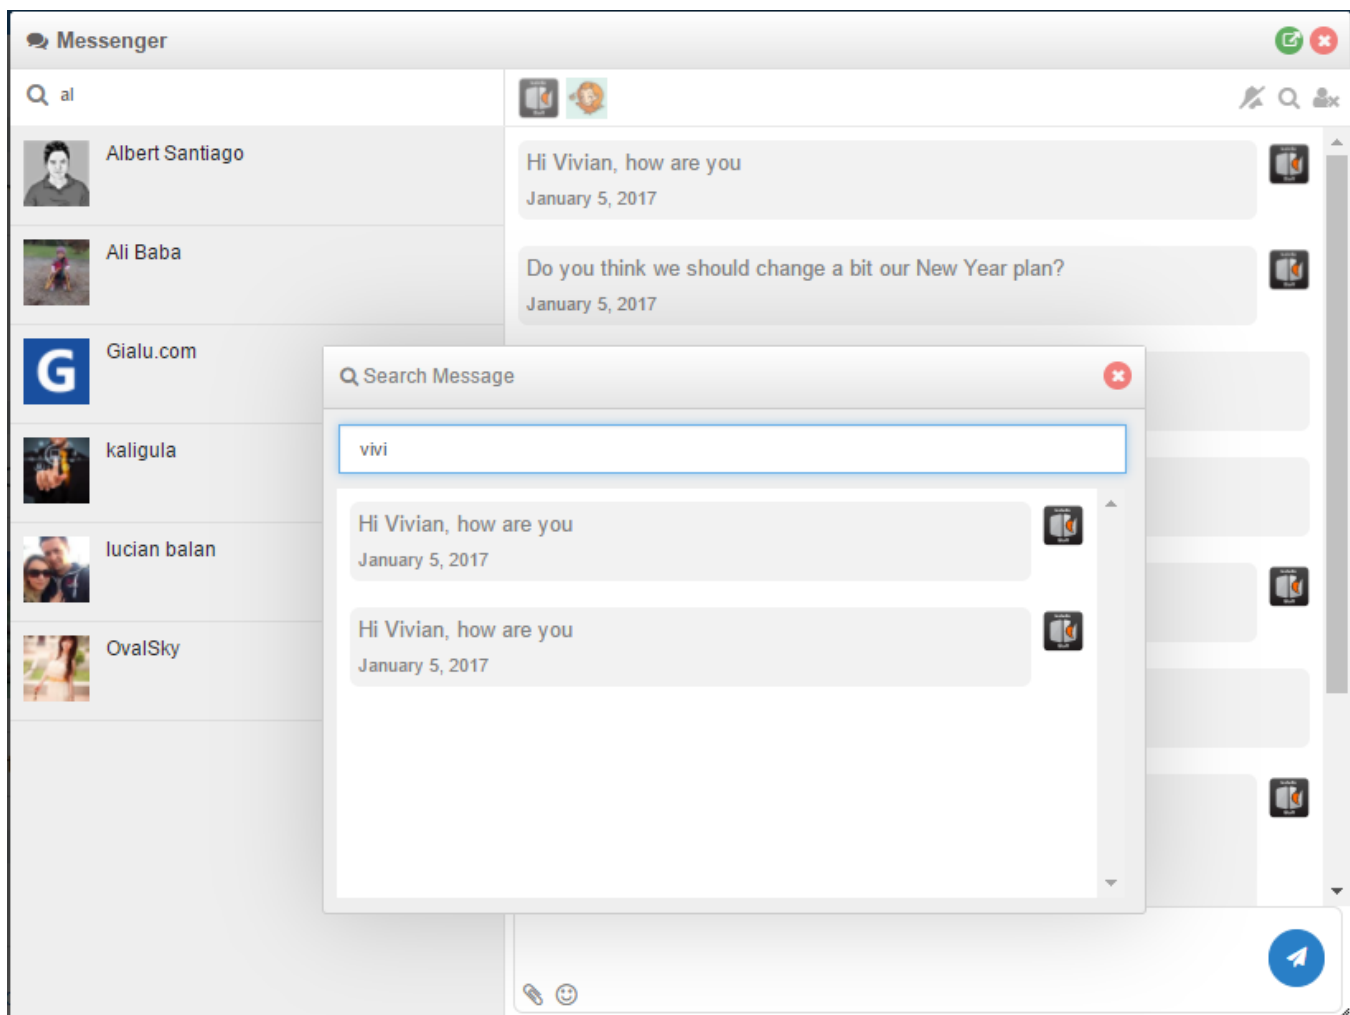 Messenger
al
Albert Santiago
Ali Baba
Gialu.com
G
kaligula
lucian balan
OvalSky
Hi Vivian, how are you
January 5, 2017
Do you think we should change a bit our New Year plan?
January 5, 2017
Search Message
vivi
Hi Vivian, how are you
January 5, 2017
Hi Vivian, how are you
January 5, 2017